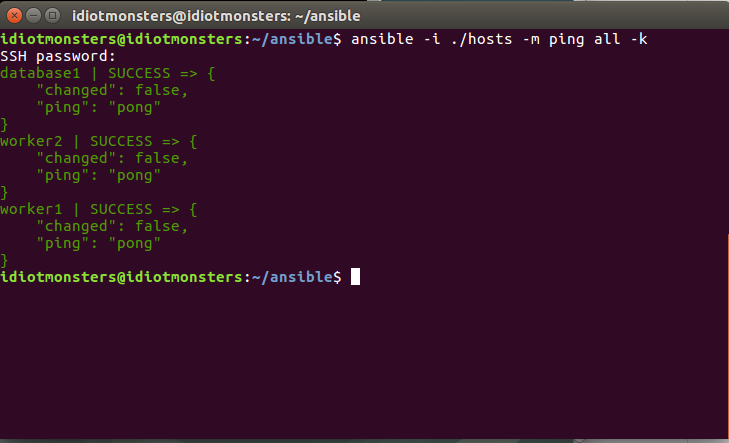 idiotmonsters@idiotmonsters: ~/ansible
idiotmonsters@idiotmonsters:~/ansible$ ansible -i ./hosts -m ping all -k
SSH password:
database1 | SUCCESS => {
    "changed": false,
    "ping": "pong"
}
worker2 | SUCCESS => {
    "changed": false,
    "ping": "pong"
}
worker1 | SUCCESS => {
    "changed": false,
    "ping": "pong"
}
idiotmonsters@idiotmonsters:~/ansible$